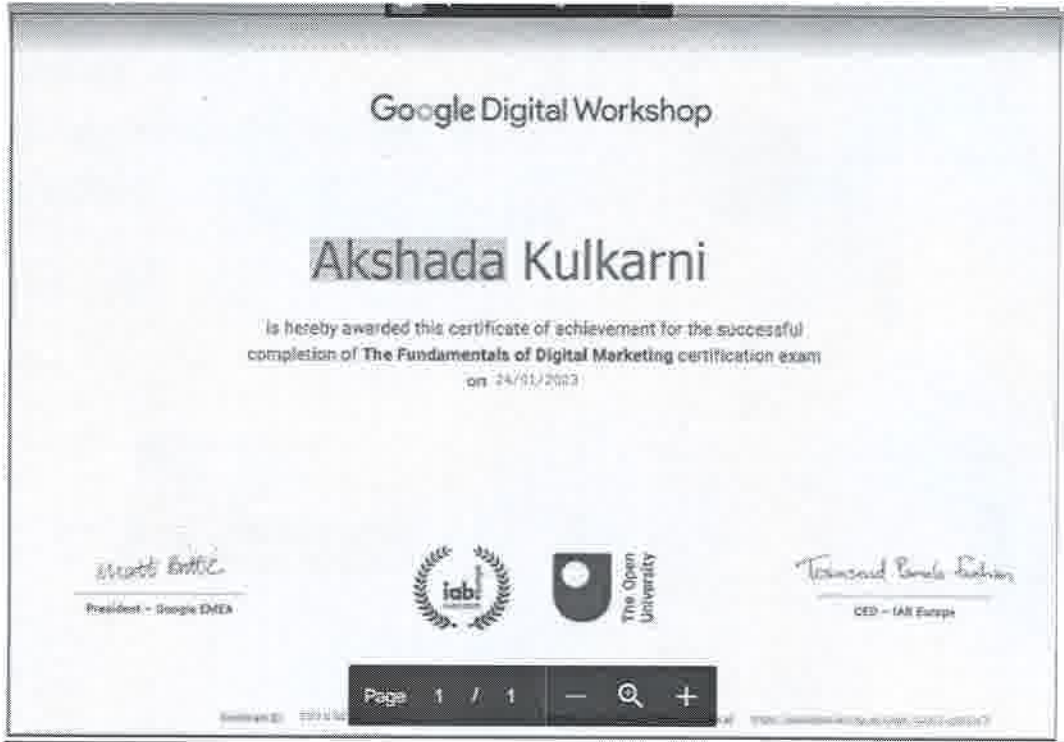 Google Digital Workshop
Akshada Kulkarni
is hereby awarded this certificate of achievement for the successful
completion of The Fundamentals of Digital Marketing certification exam
on 24/01/2023
President - Google EMEA
iab: europe
The Open
University
CEO - IAB Europe
Page 1 / 1